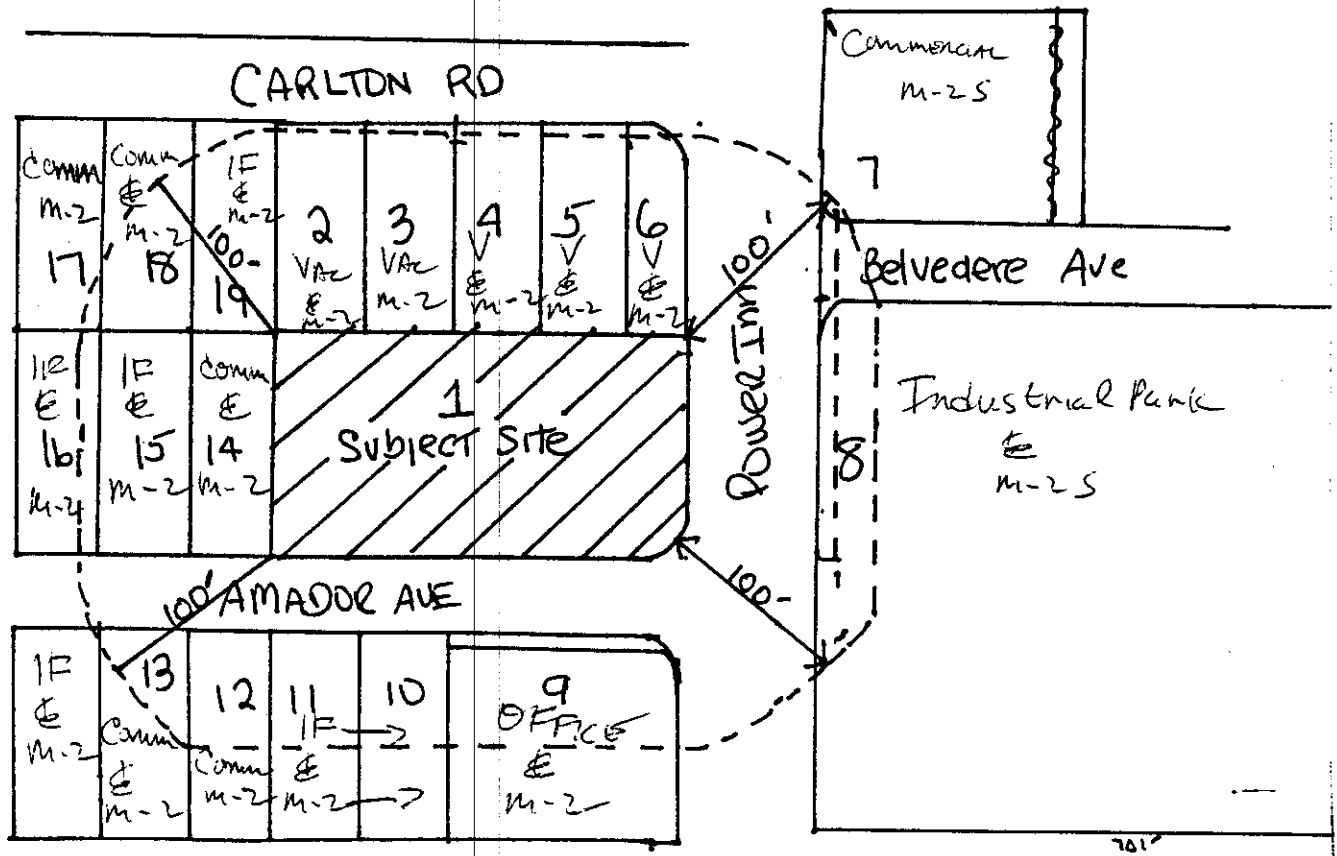 CARLTON RD
COMMERCIAL
M-2S
7
Comm
M-2
17
Comm
&
M-2
18
1F
&
M-2
19
100'
2
VAC
&
M-2
3
VAC
M-2
4
V
&
M-2
5
V
&
M-2
6
V
&
M-2
100'
POWER INN
Belvedere Ave
1F
&
16
M-2
1F
&
15
M-2
Comm
&
14
M-2
1
Subject Site
8
Industrial Park
&
M-2S
100'
AMADOR AVE
100'
1F
&
M-2
13
Comm
&
M-2
12
Comm
M-2
11
1F
&
M-2
10
9
OFFICE
&
M-2